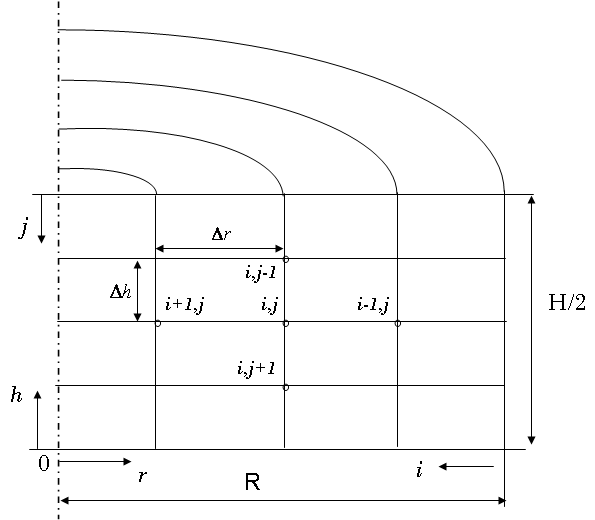 j
Δr
i,j-1
Δh
i+1,j
i,j
i-1,j
H/2
i,j+1
h
0
r
R
i